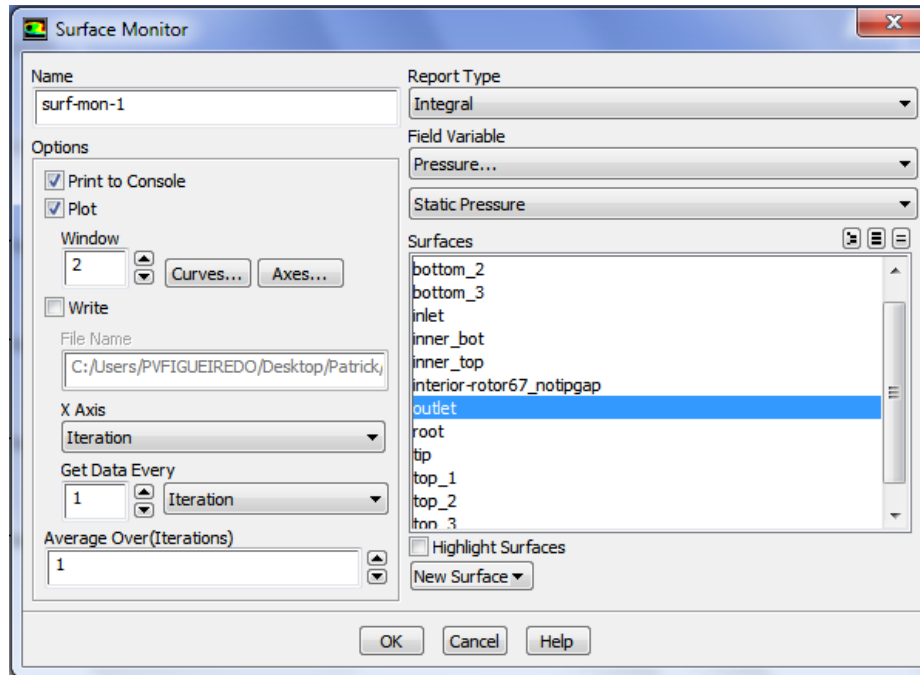 Surface Monitor
Name
surf-mon-1
Options
Print to Console
Plot
Window
2
Curves...
Axes...
Write
File Name
C:/Users/PVFIGUEIREDO/Desktop/Patrick/
X Axis
Iteration
Get Data Every
1
Iteration
Average Over(Iterations)
1
Report Type
Integral
Field Variable
Pressure...
Static Pressure
Surfaces
bottom_2
bottom_3
inlet
inner_bot
inner_top
interior-rotor67_notipgap
outlet
root
tip
top_1
top_2
top_3
Highlight Surfaces
New Surface
OK
Cancel
Help